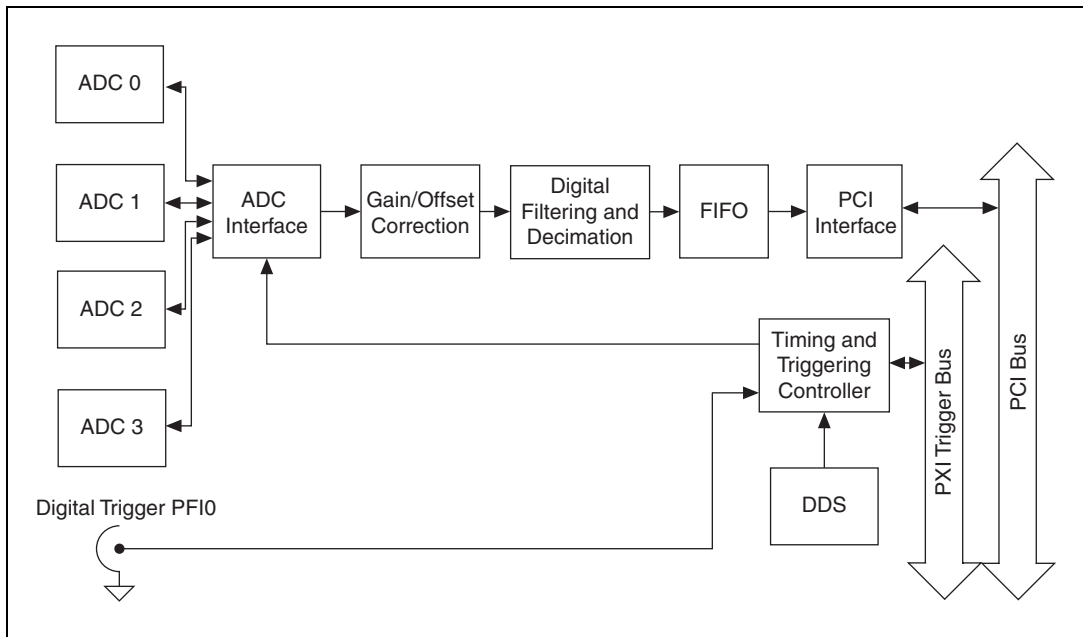 ADC 0
ADC 1
ADC 2
ADC 3
ADC
Interface
Gain/Offset
Correction
Digital
Filtering and
Decimation
FIFO
PCI
Interface
Timing and
Triggering
Controller
DDS
PXI Trigger Bus
PCI Bus
Digital Trigger PFI0